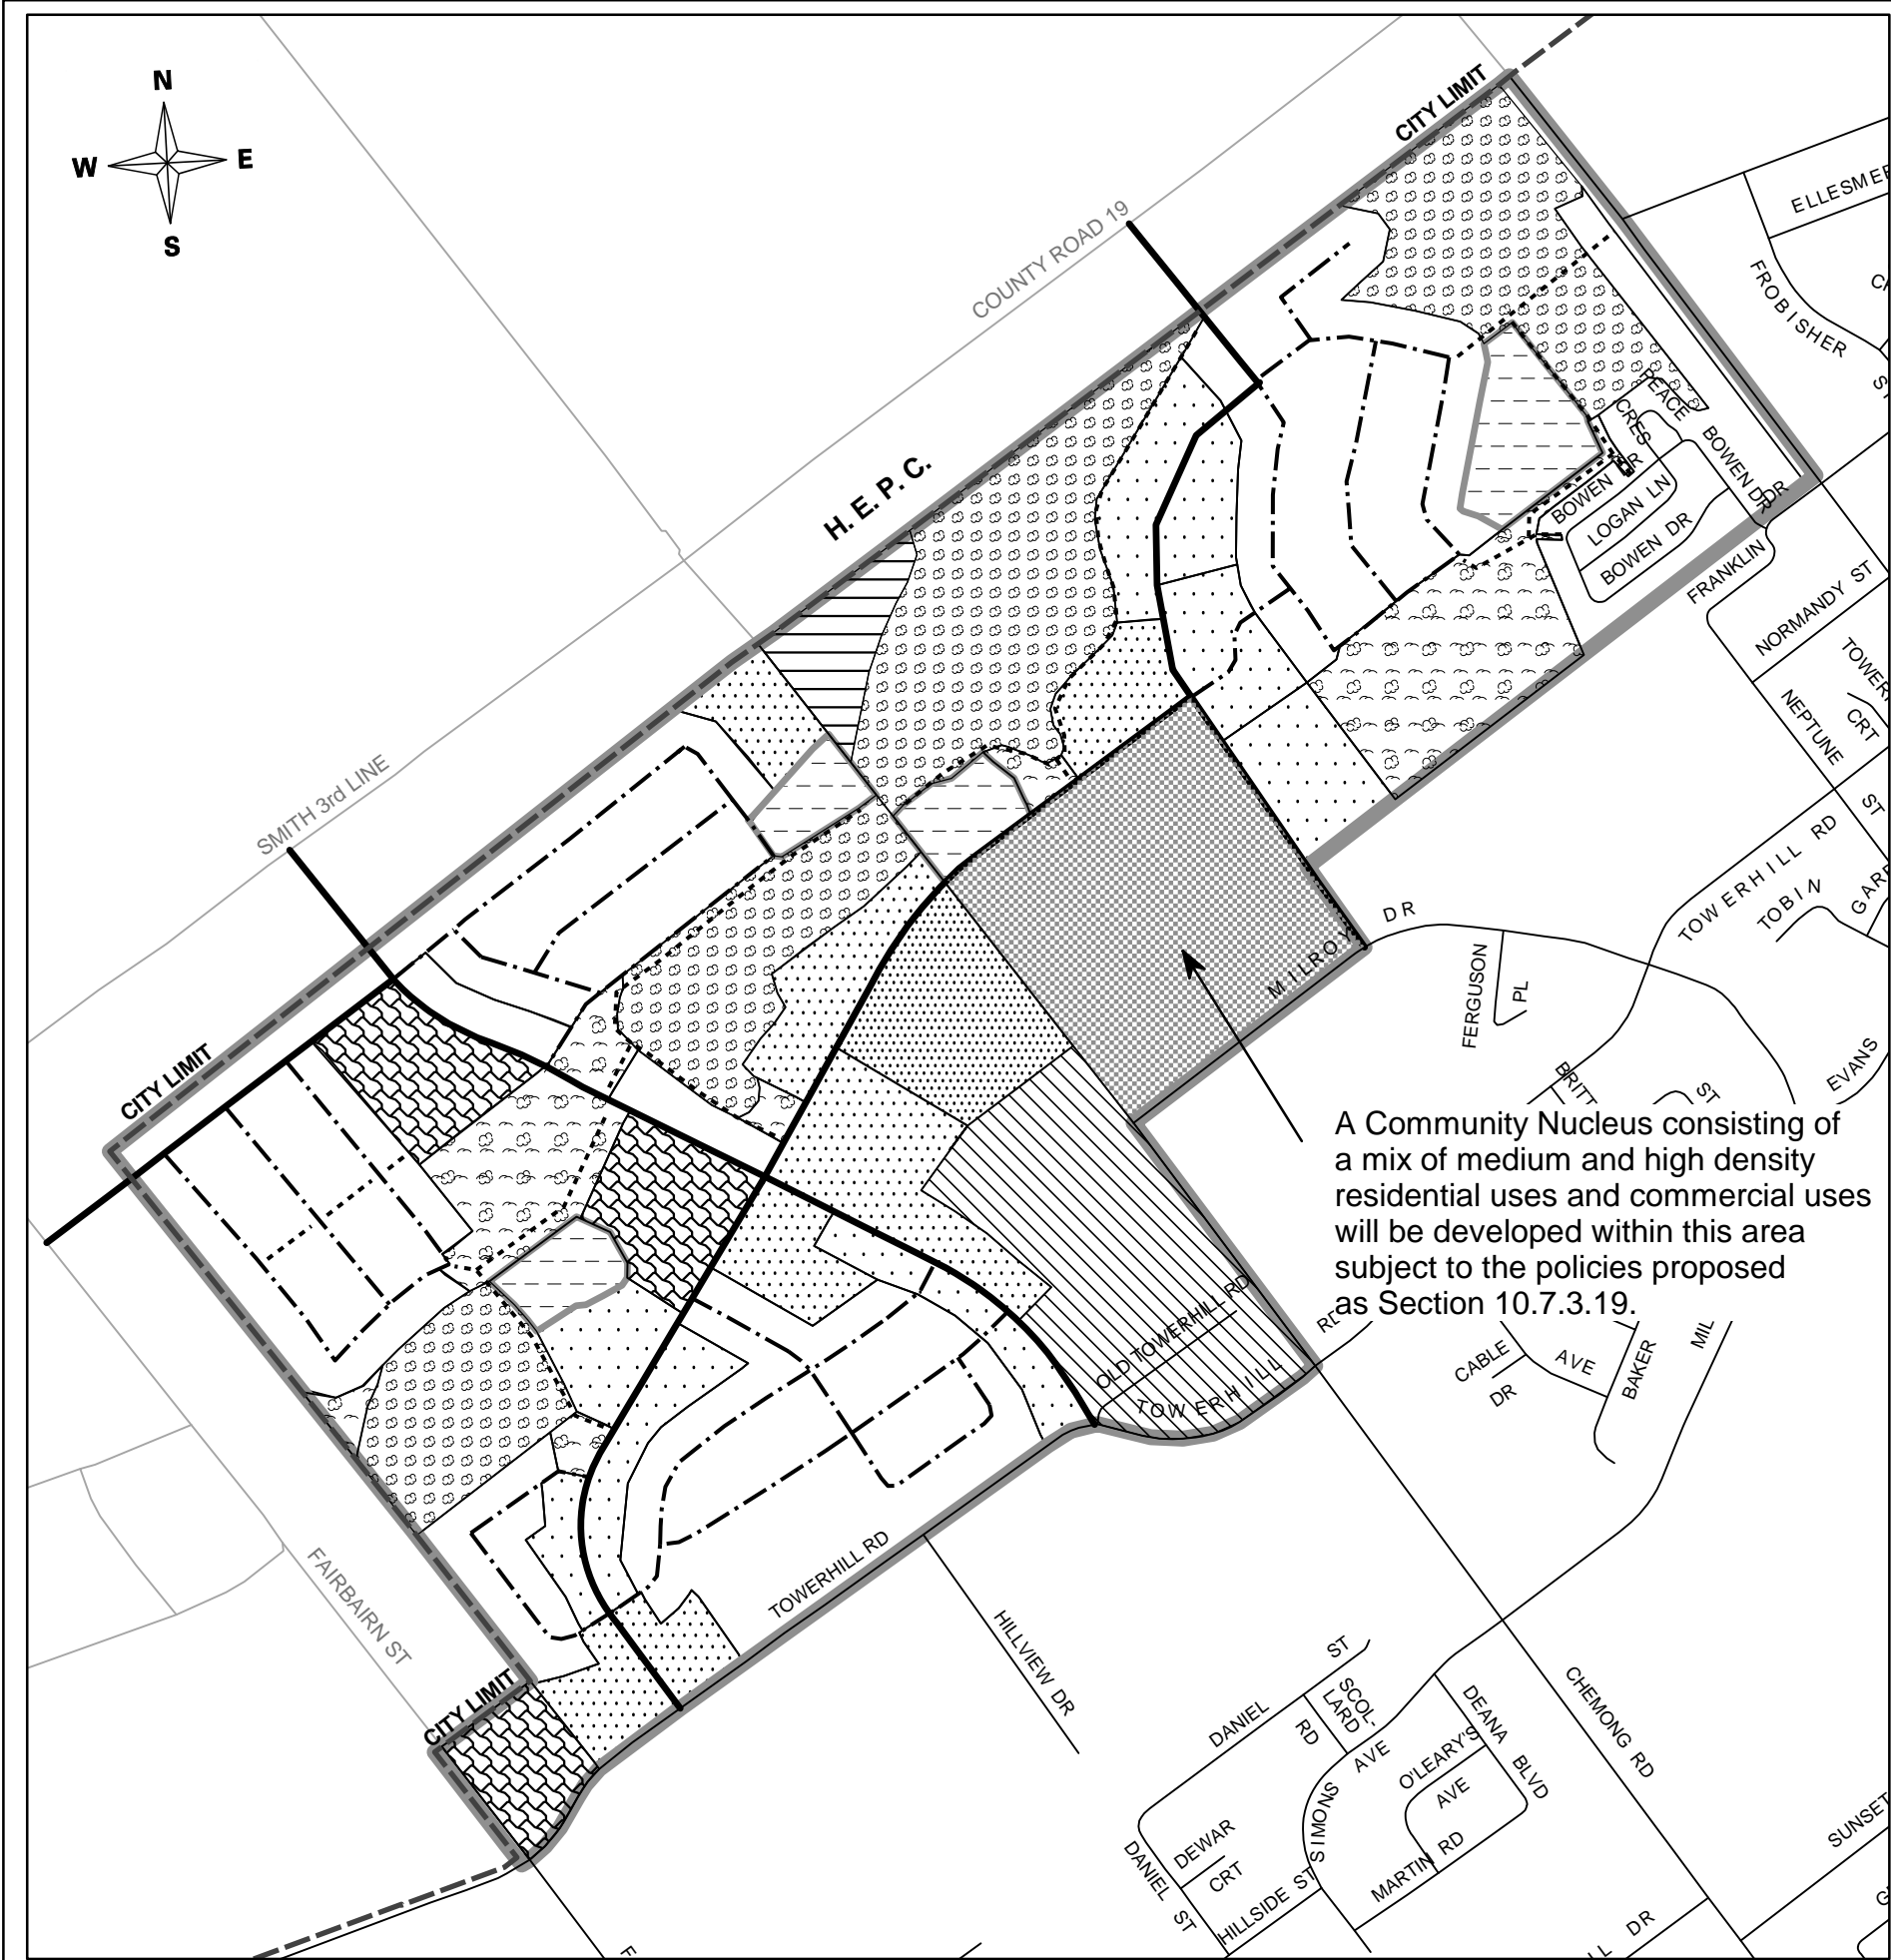 N
W E
S
CITY LIMIT
COUNTY ROAD 19
H. E. P. C.
SMITH 3rd LINE
CITY LIMIT
FROBISHER
PEACE
CRES
BOWEN DR
BOWEN DR
LOGAN LN
BOWEN DR
DR
FRANKLIN
NORMANDY ST
NEPTUNE
ST
CRT
TOWERHILL RD
TOBIN
DR
MILROY
FERGUSON
PL
ST
EVANS
A Community Nucleus consisting of
a mix of medium and high density
residential uses and commercial uses
will be developed within this area
subject to the policies proposed
as Section 10.7.3.19.
OLD TOWERHILL RD
TOWERHILL
CABLE
DR
AVE
BAKER
MIL
TOWERHILL RD
HILLVIEW DR
FAIRBAIRN ST
CITY LIMIT
DANIEL
ST
SCOL-
LARD
RD
AVE
SIMONS
DEANA
BLVD
O'LEARY'S
AVE
MARTIN RD
CHEMONG RD
DEWAR
CRT
DANIEL
ST
HILLSIDE ST
SUNSET
DR